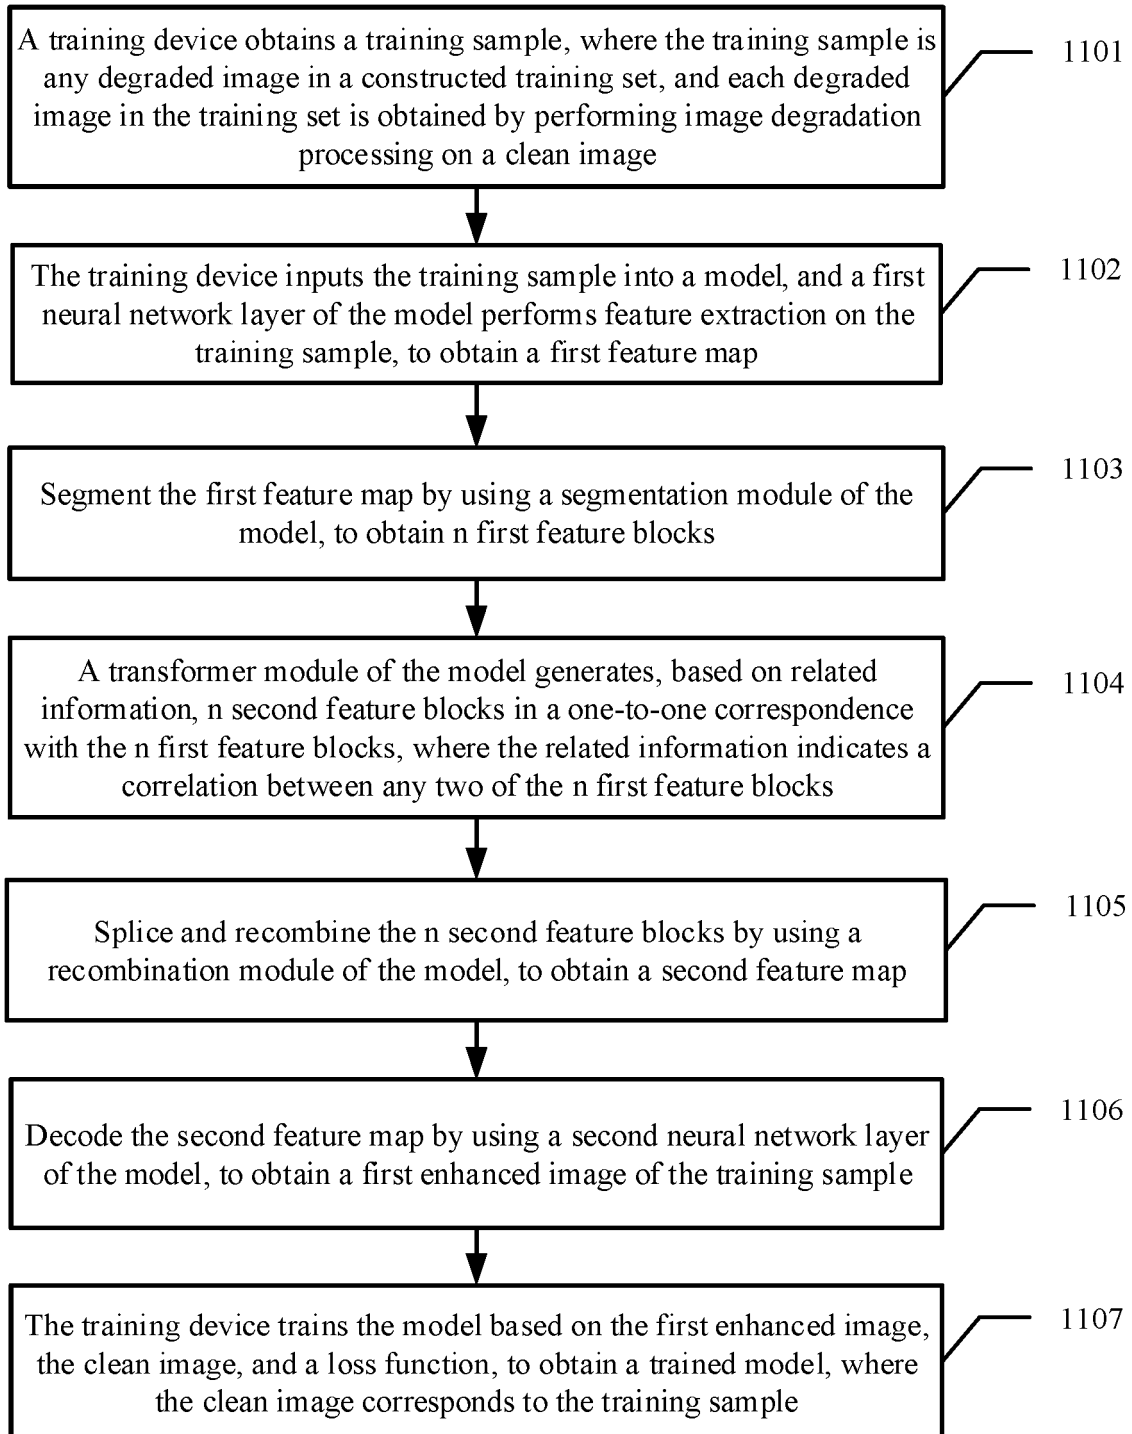 A training device obtains a training sample, where the training sample is
any degraded image in a constructed training set, and each degraded
image in the training set is obtained by performing image degradation
processing on a clean image
1101
The training device inputs the training sample into a model, and a first
neural network layer of the model performs feature extraction on the
training sample, to obtain a first feature map
1102
Segment the first feature map by using a segmentation module of the
model, to obtain n first feature blocks
1103
A transformer module of the model generates, based on related
information, n second feature blocks in a one-to-one correspondence
with the n first feature blocks, where the related information indicates a
correlation between any two of the n first feature blocks
1104
Splice and recombine the n second feature blocks by using a
recombination module of the model, to obtain a second feature map
1105
Decode the second feature map by using a second neural network layer
of the model, to obtain a first enhanced image of the training sample
1106
The training device trains the model based on the first enhanced image,
the clean image, and a loss function, to obtain a trained model, where
the clean image corresponds to the training sample
1107